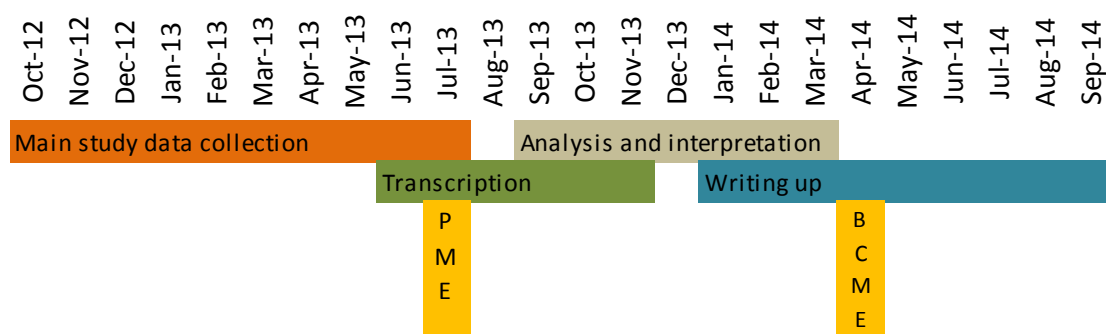 Oct-12 Nov-12 Dec-12 Jan-13 Feb-13 Mar-13 Apr-13 May-13 Jun-13 Jul-13 Aug-13 Sep-13 Oct-13 Nov-13 Dec-13 Jan-14 Feb-14 Mar-14 Apr-14 May-14 Jun-14 Jul-14 Aug-14 Sep-14
Main study data collection
Analysis and interpretation
Transcription
Writing up
P
M
E
B
C
M
E